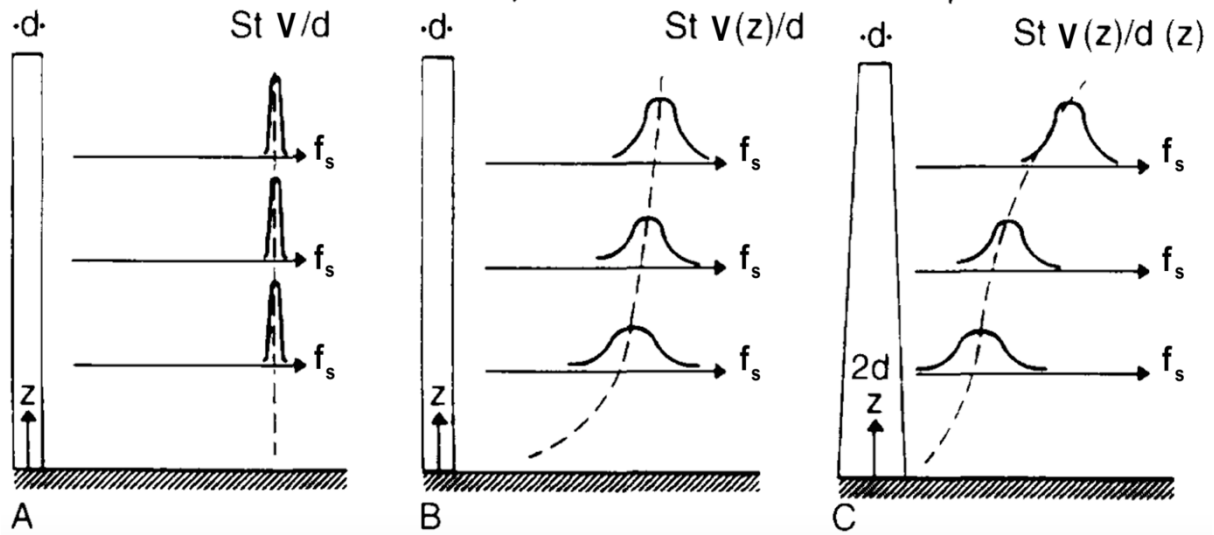 ·d· St V/d
f_s
f_s
f_s
z
A
·d· St V(z)/d
f_s
f_s
f_s
z
B
·d· St V(z)/d (z)
f_s
f_s
2d f_s
z
C